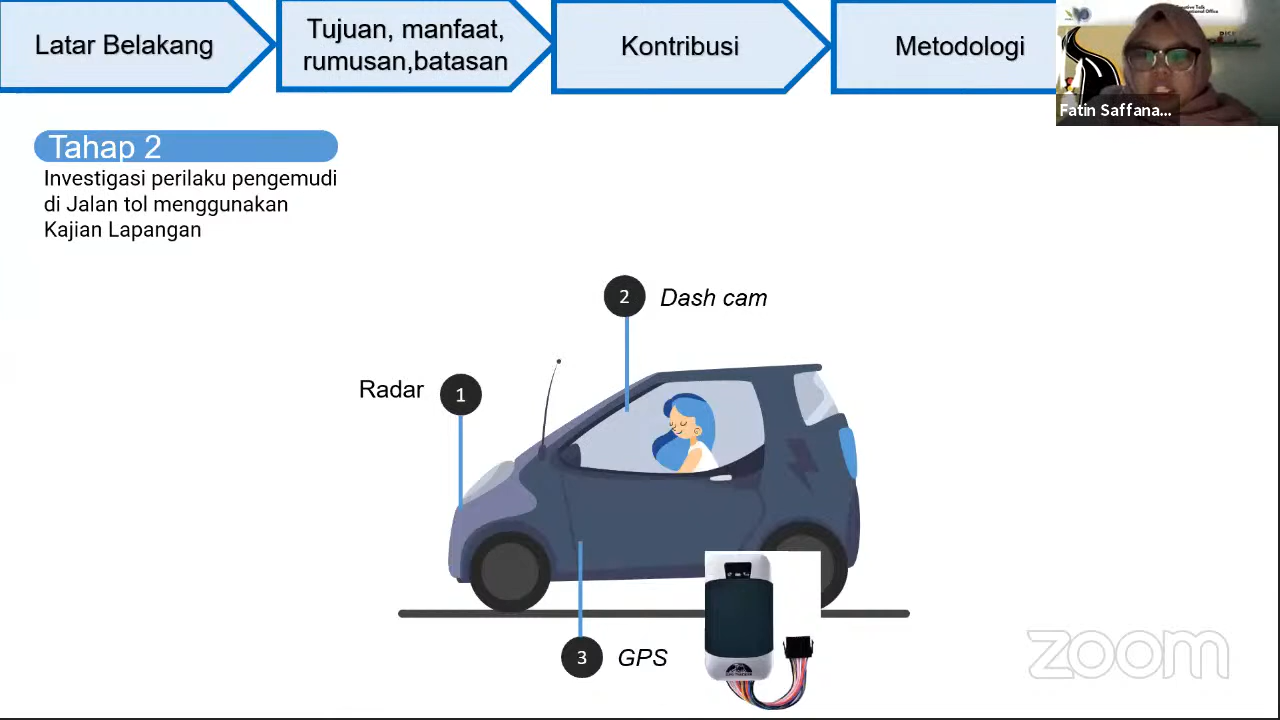 Latar Belakang
Tujuan, manfaat,
rumusan,batasan
Kontribusi
Metodologi
Fatin Saffana...
Tahap 2
Investigasi perilaku pengemudi
di Jalan tol menggunakan
Kajian Lapangan
2
Dash cam
Radar
1
3
GPS
zoom